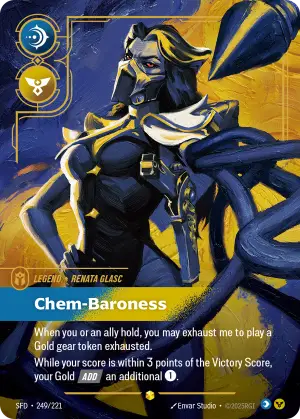 LEGEND • RENATA GLASC
Chem-Baroness
When you or an ally hold, you may exhaust me to play a
Gold gear token exhausted.
While your score is within 3 points of the Victory Score,
your Gold ADD an additional 1.
SFD • 249/221 Envar Studio • ©2025RGI